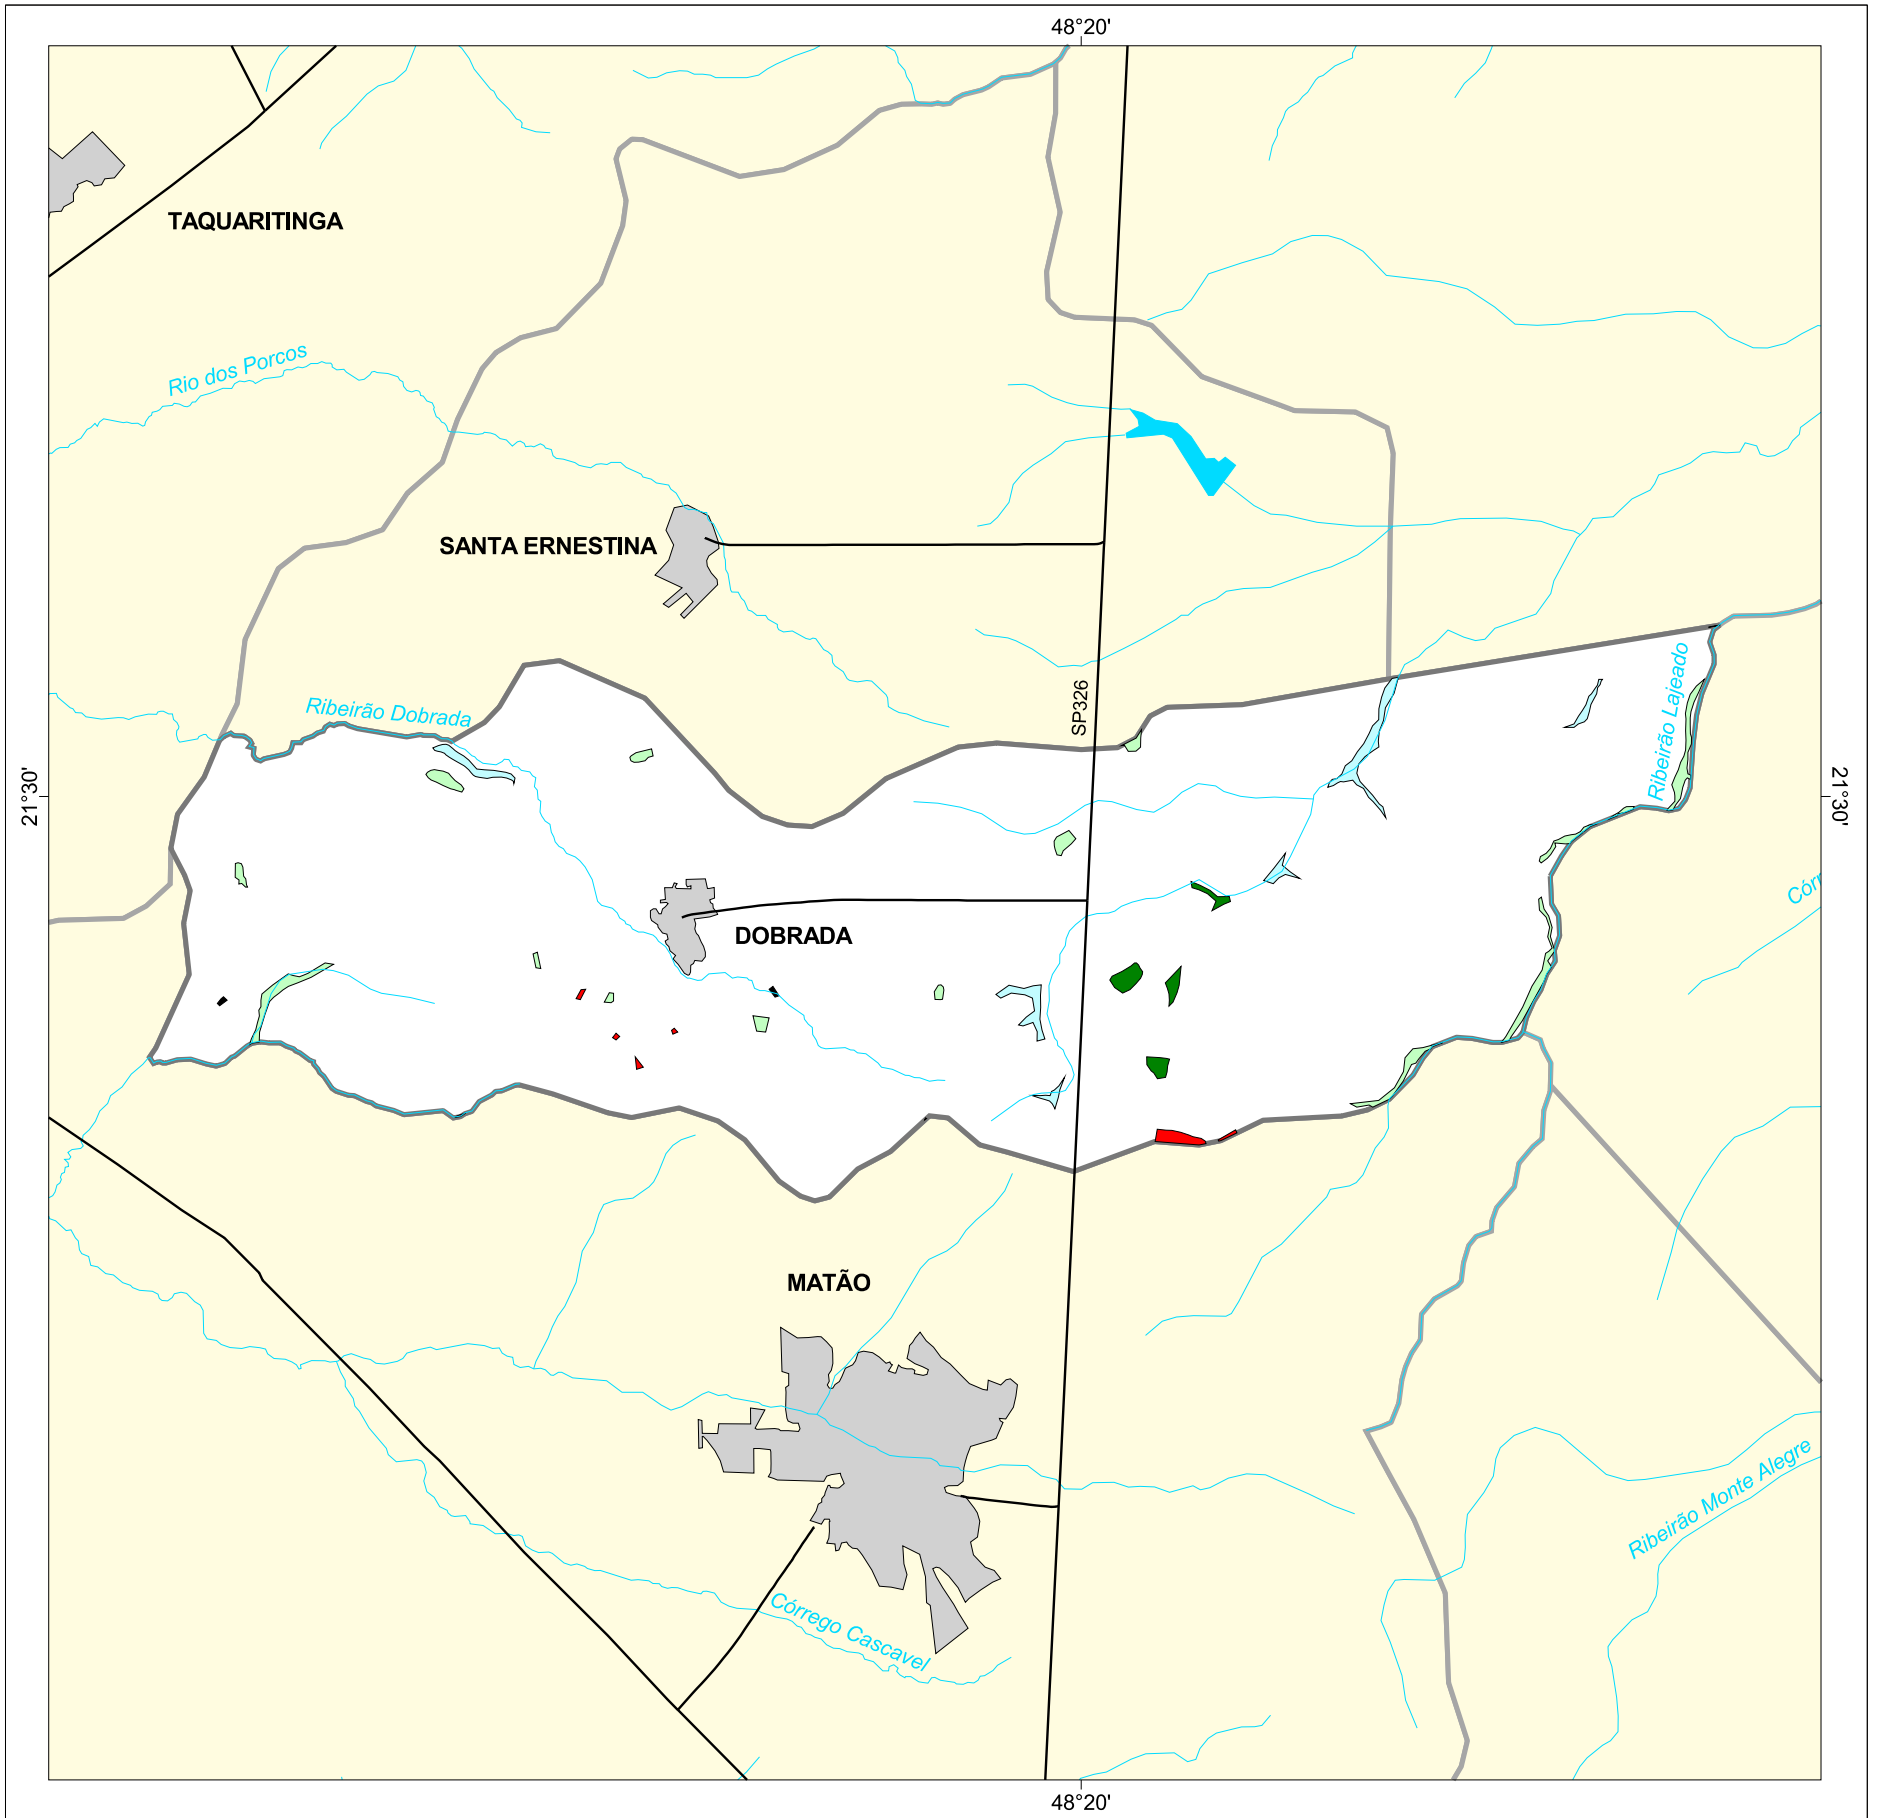 48°20'
TAQUARITINGA
Rio dos Porcos
SANTA ERNESTINA
SP326
Ribeirão Lajeado
Ribeirão Dobrada
21°30'
21°30'
Córr
DOBRADA
MATÃO
Ribeirão Monte Alegre
Córrego Cascavel
48°20'